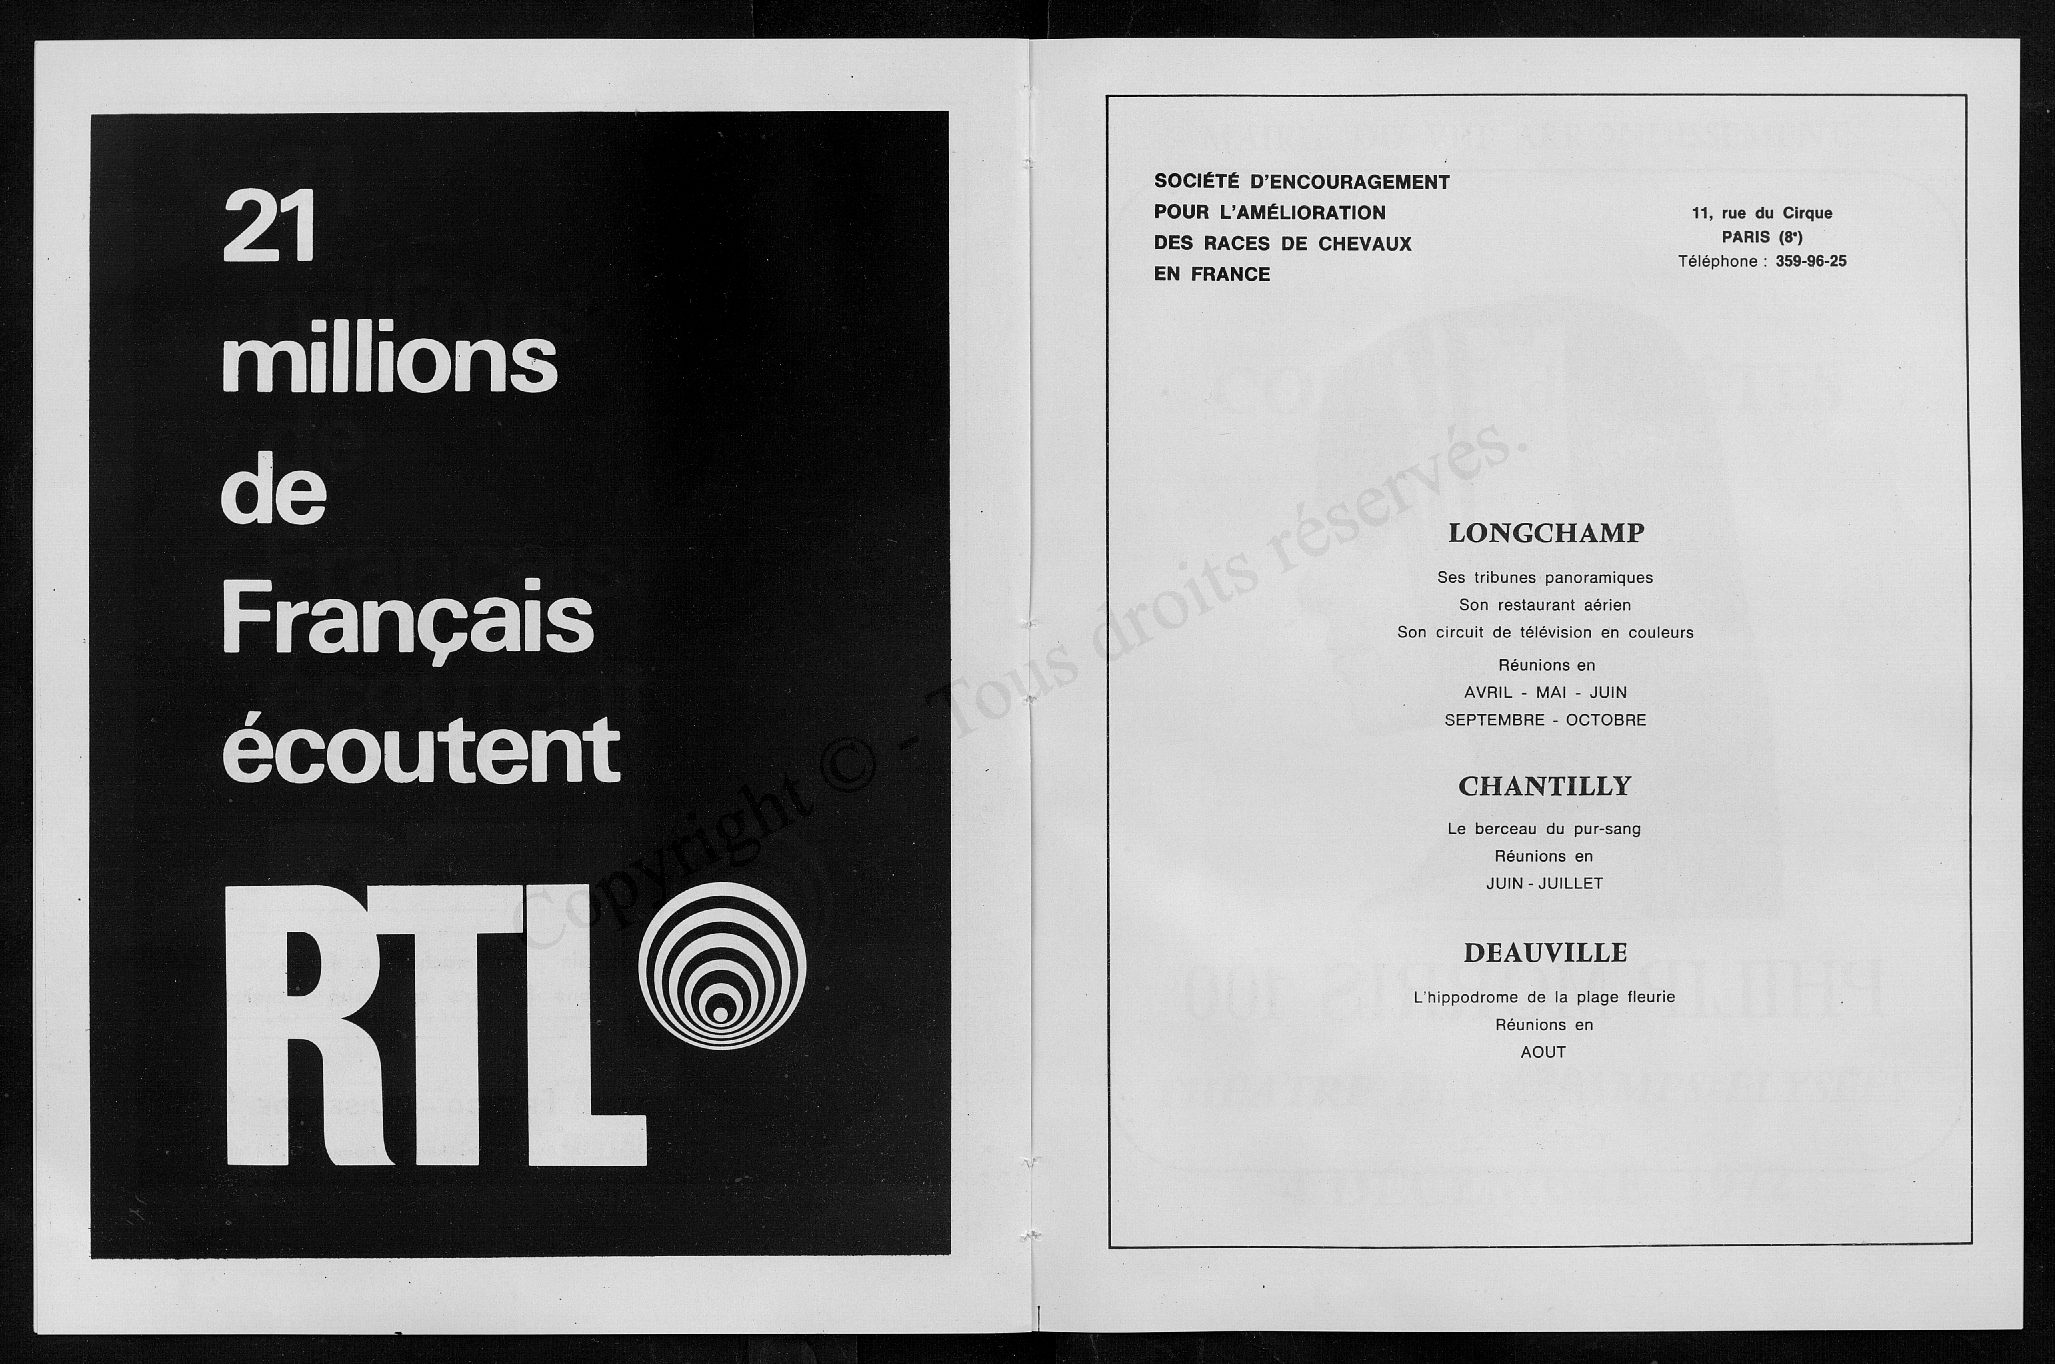 21
millions
de
Français
écoutent
RTL
SOCIÉTÉ D'ENCOURAGEMENT
POUR L'AMÉLIORATION
DES RACES DE CHEVAUX
EN FRANCE
11, rue du Cirque
PARIS (8e)
Téléphone : 359-96-25
LONGCHAMP
Ses tribunes panoramiques
Son restaurant aérien
Son circuit de télévision en couleurs
Réunions en
AVRIL - MAI - JUIN
SEPTEMBRE - OCTOBRE
CHANTILLY
Le berceau du pur-sang
Réunions en
JUIN - JUILLET
DEAUVILLE
L'hippodrome de la plage fleurie
Réunions en
AOUT
Copyright © - Tous droits réservés.